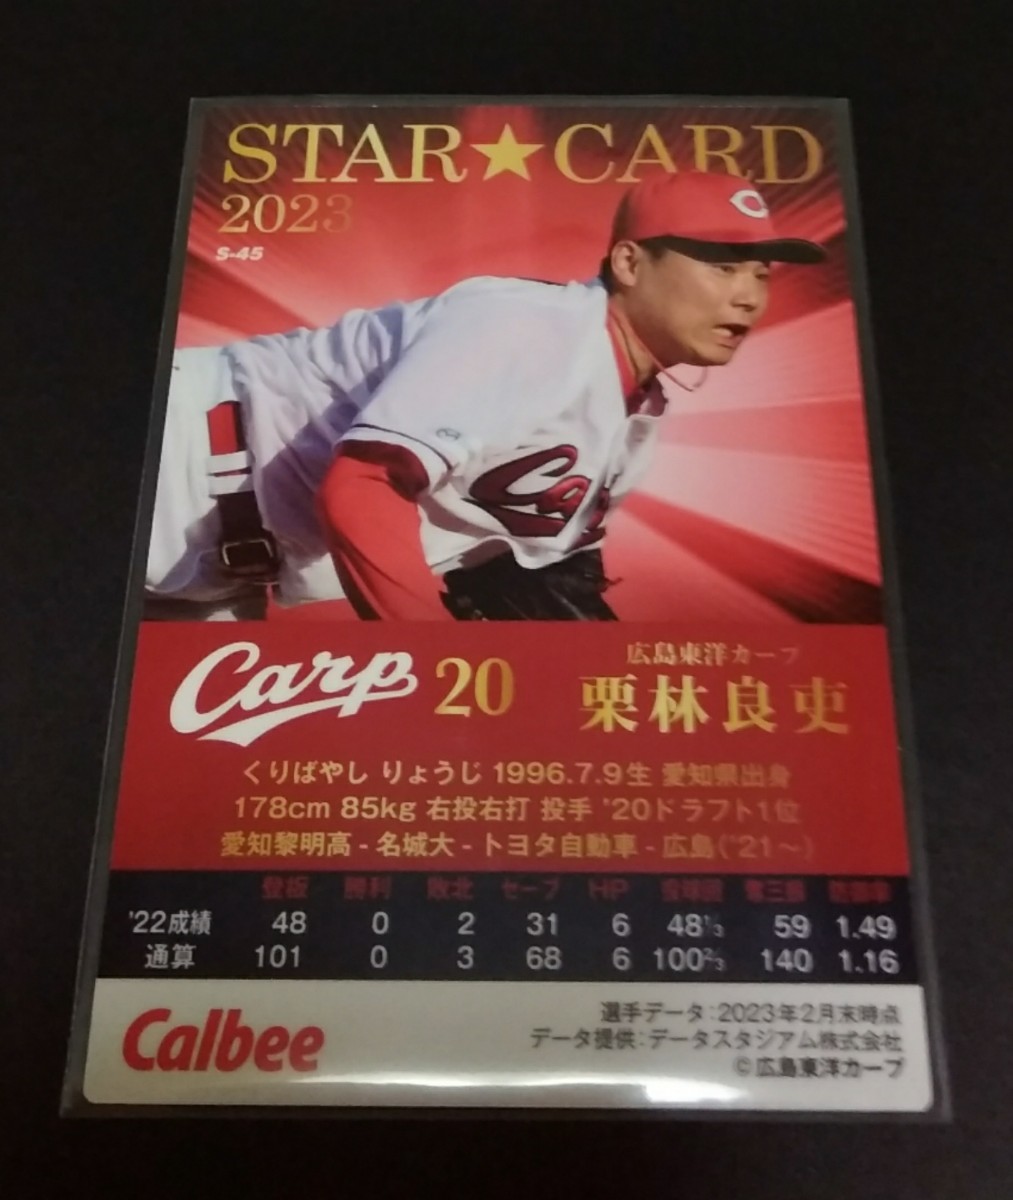 STAR★CARD
2023
S-45
Carp
Carp 20
広島東洋カープ
栗林良吏
くりばやし りょうじ 1996.7.9生 愛知県出身
178cm 85kg 右投右打 投手 '20ドラフト1位
愛知黎明高 - 名城大 - トヨタ自動車 - 広島('21〜)
登板 勝利 敗北 セーブ HP 投球回 奪三振 防御率
'22成績 48 0 2 31 6 48⅓ 59 1.49
通算 101 0 3 68 6 100⅔ 140 1.16
Calbee
選手データ:2023年2月末時点
データ提供:データスタジアム株式会社
©広島東洋カープ